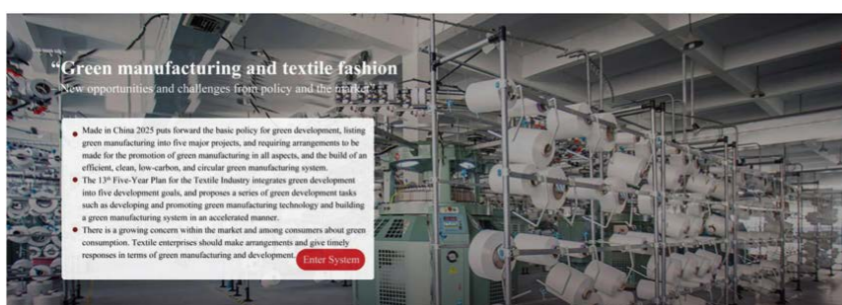 “Green manufacturing and textile fashion
–New opportunities and challenges from policy and the market”
• Made in China 2025 puts forward the basic policy for green development, listing
green manufacturing into five major projects, and requiring arrangements to be
made for the promotion of green manufacturing in all aspects, and the build of an
efficient, clean, low-carbon, and circular green manufacturing system.
• The 13th Five-Year Plan for the Textile Industry integrates green development
into five development goals, and proposes a series of green development tasks
such as developing and promoting green manufacturing technology and building
a green manufacturing system in an accelerated manner.
• There is a growing concern within the market and among consumers about green
consumption. Textile enterprises should make arrangements and give timely
responses in terms of green manufacturing and development.
Enter System